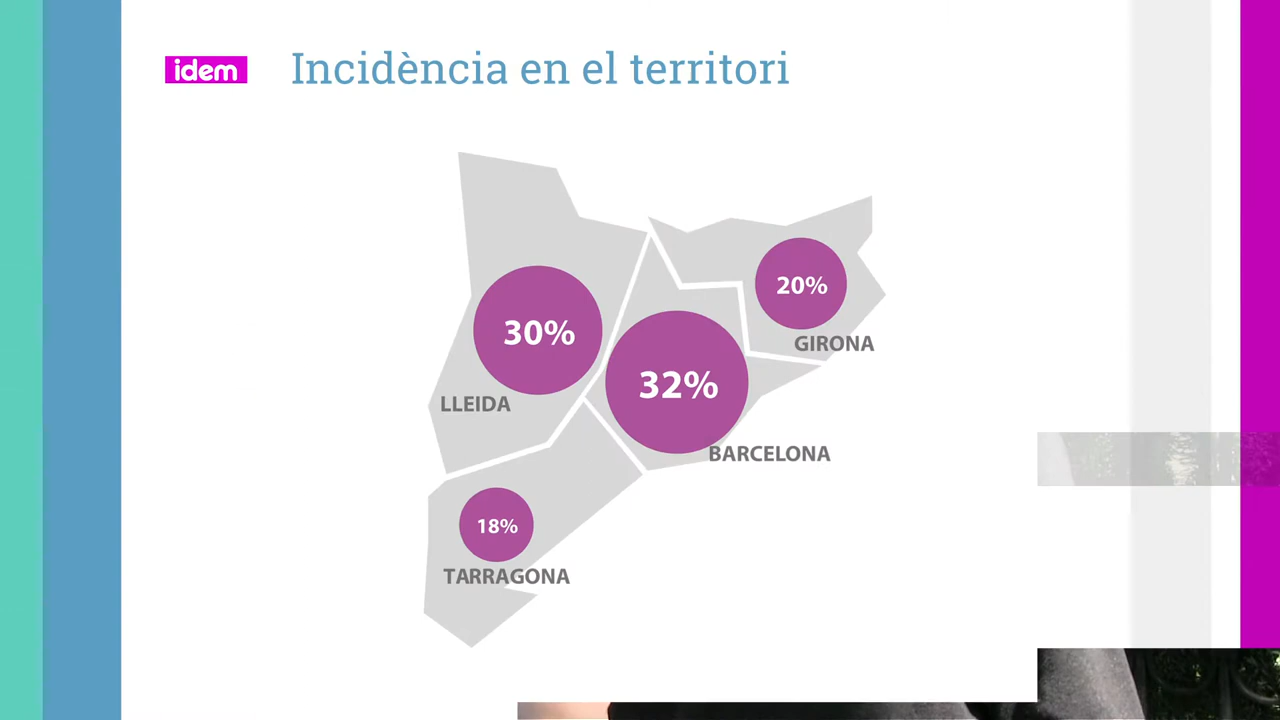 idem
Incidència en el territori
20%
30%
GIRONA
32%
LLEIDA
BARCELONA
18%
TARRAGONA